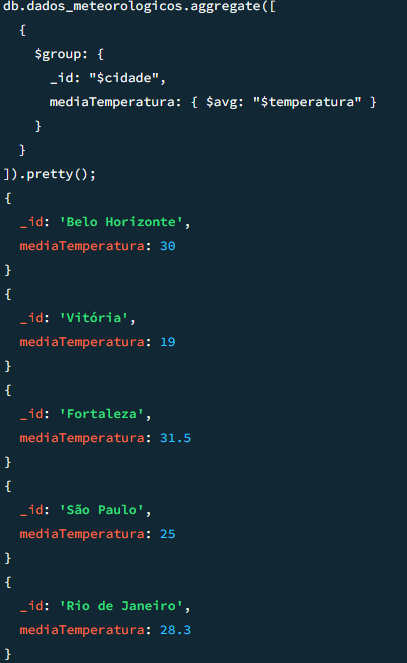 db.dados_meteorologicos.aggregate([
  {
    $group: {
      _id: "$cidade",
      mediaTemperatura: { $avg: "$temperatura" }
    }
  }
]).pretty();
{
  _id: 'Belo Horizonte',
  mediaTemperatura: 30
}
{
  _id: 'Vitória',
  mediaTemperatura: 19
}
{
  _id: 'Fortaleza',
  mediaTemperatura: 31.5
}
{
  _id: 'São Paulo',
  mediaTemperatura: 25
}
{
  _id: 'Rio de Janeiro',
  mediaTemperatura: 28.3
}